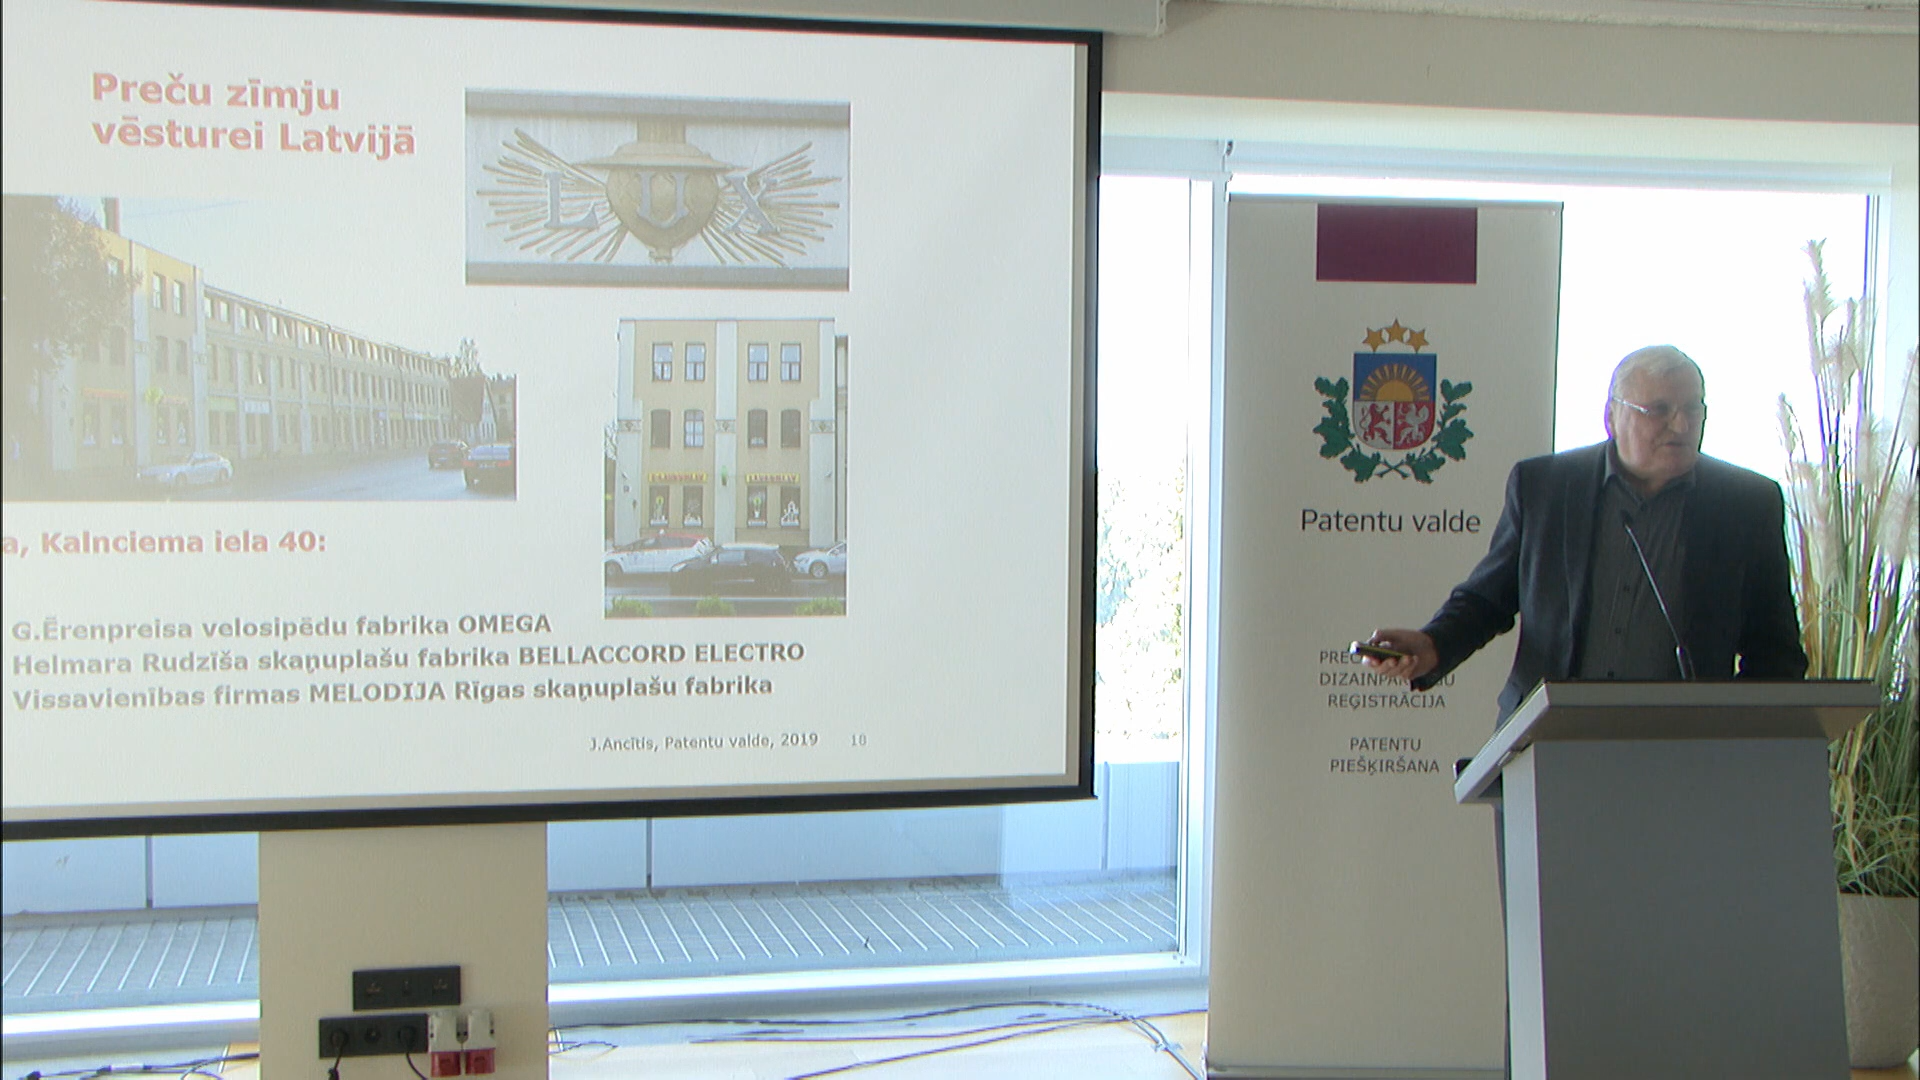 Preču zīmju
vēsturei Latvijā
LUX
a, Kalnciema iela 40:
G.Ērenpreisa velosipēdu fabrika OMEGA
Helmara Rudzīša skaņuplašu fabrika BELLACCORD ELECTRO
Vissavienības firmas MELODIJA Rīgas skaņuplašu fabrika
J.Ancītis, Patentu valde, 2019 18
Patentu valde
REĢISTRĀCIJA
PATENTU
PIEŠĶIRŠANA